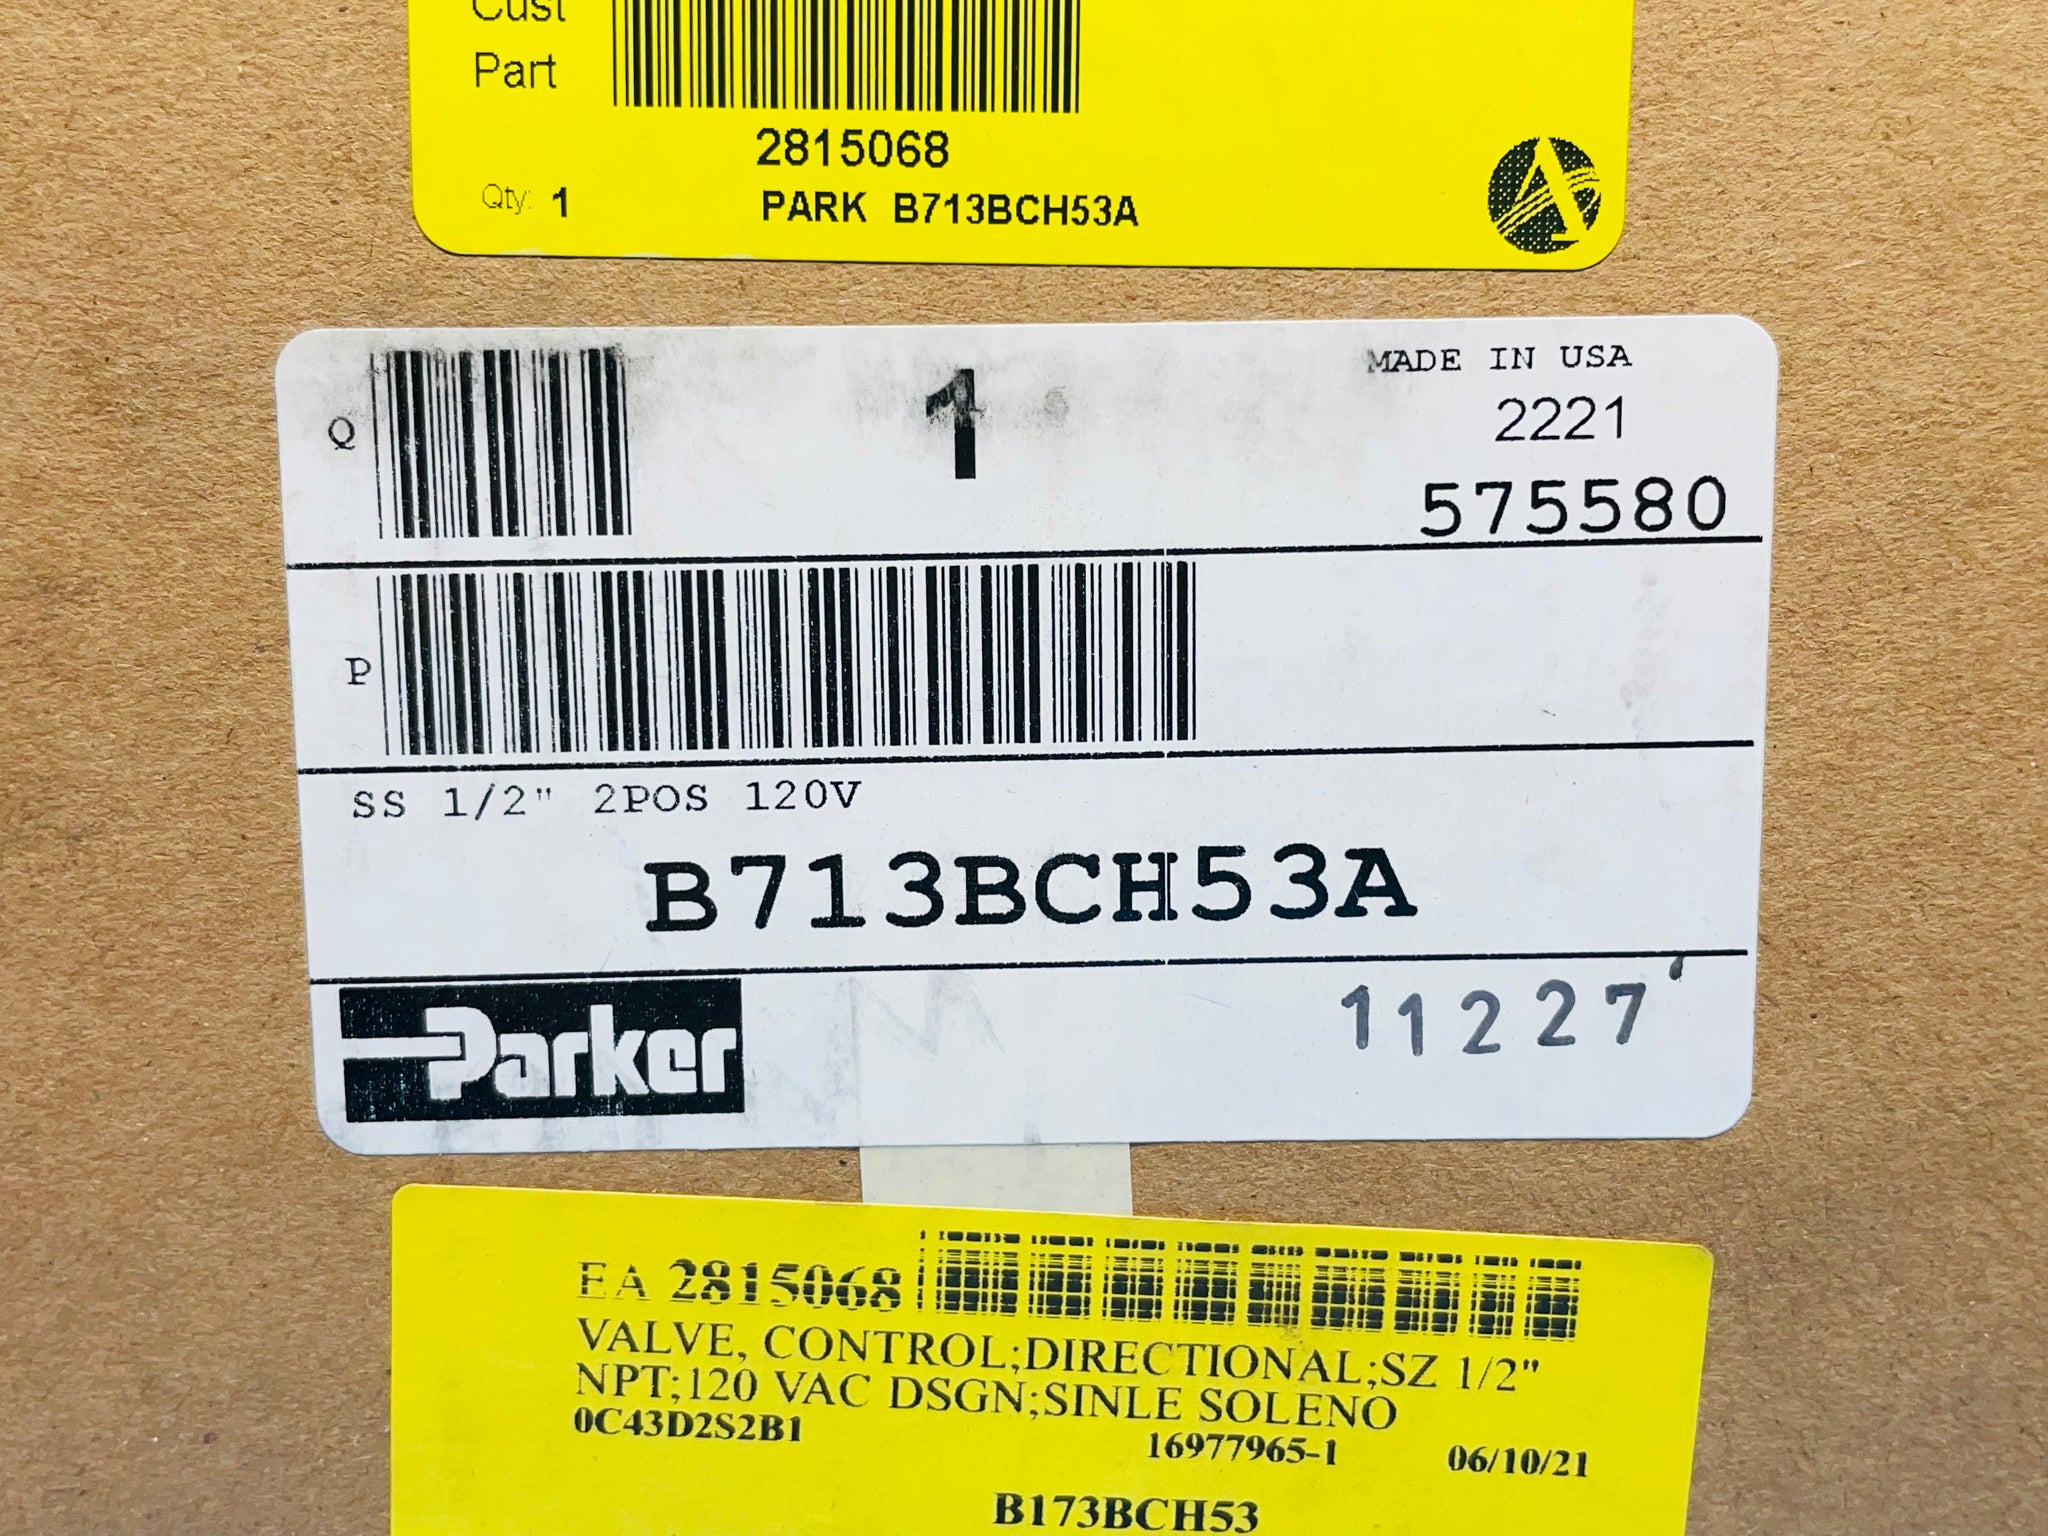 Cust
Part
2815068
Qty: 1 PARK B713BCH53A
A
Q 1 MADE IN USA
2221
575580
P
SS 1/2" 2POS 120V
B713BCH53A
Parker 11227
EA 2815068
VALVE, CONTROL;DIRECTIONAL;SZ 1/2"
NPT;120 VAC DSGN;SINLE SOLENO
0C43D2S2B1 16977965-1 06/10/21
B173BCH53